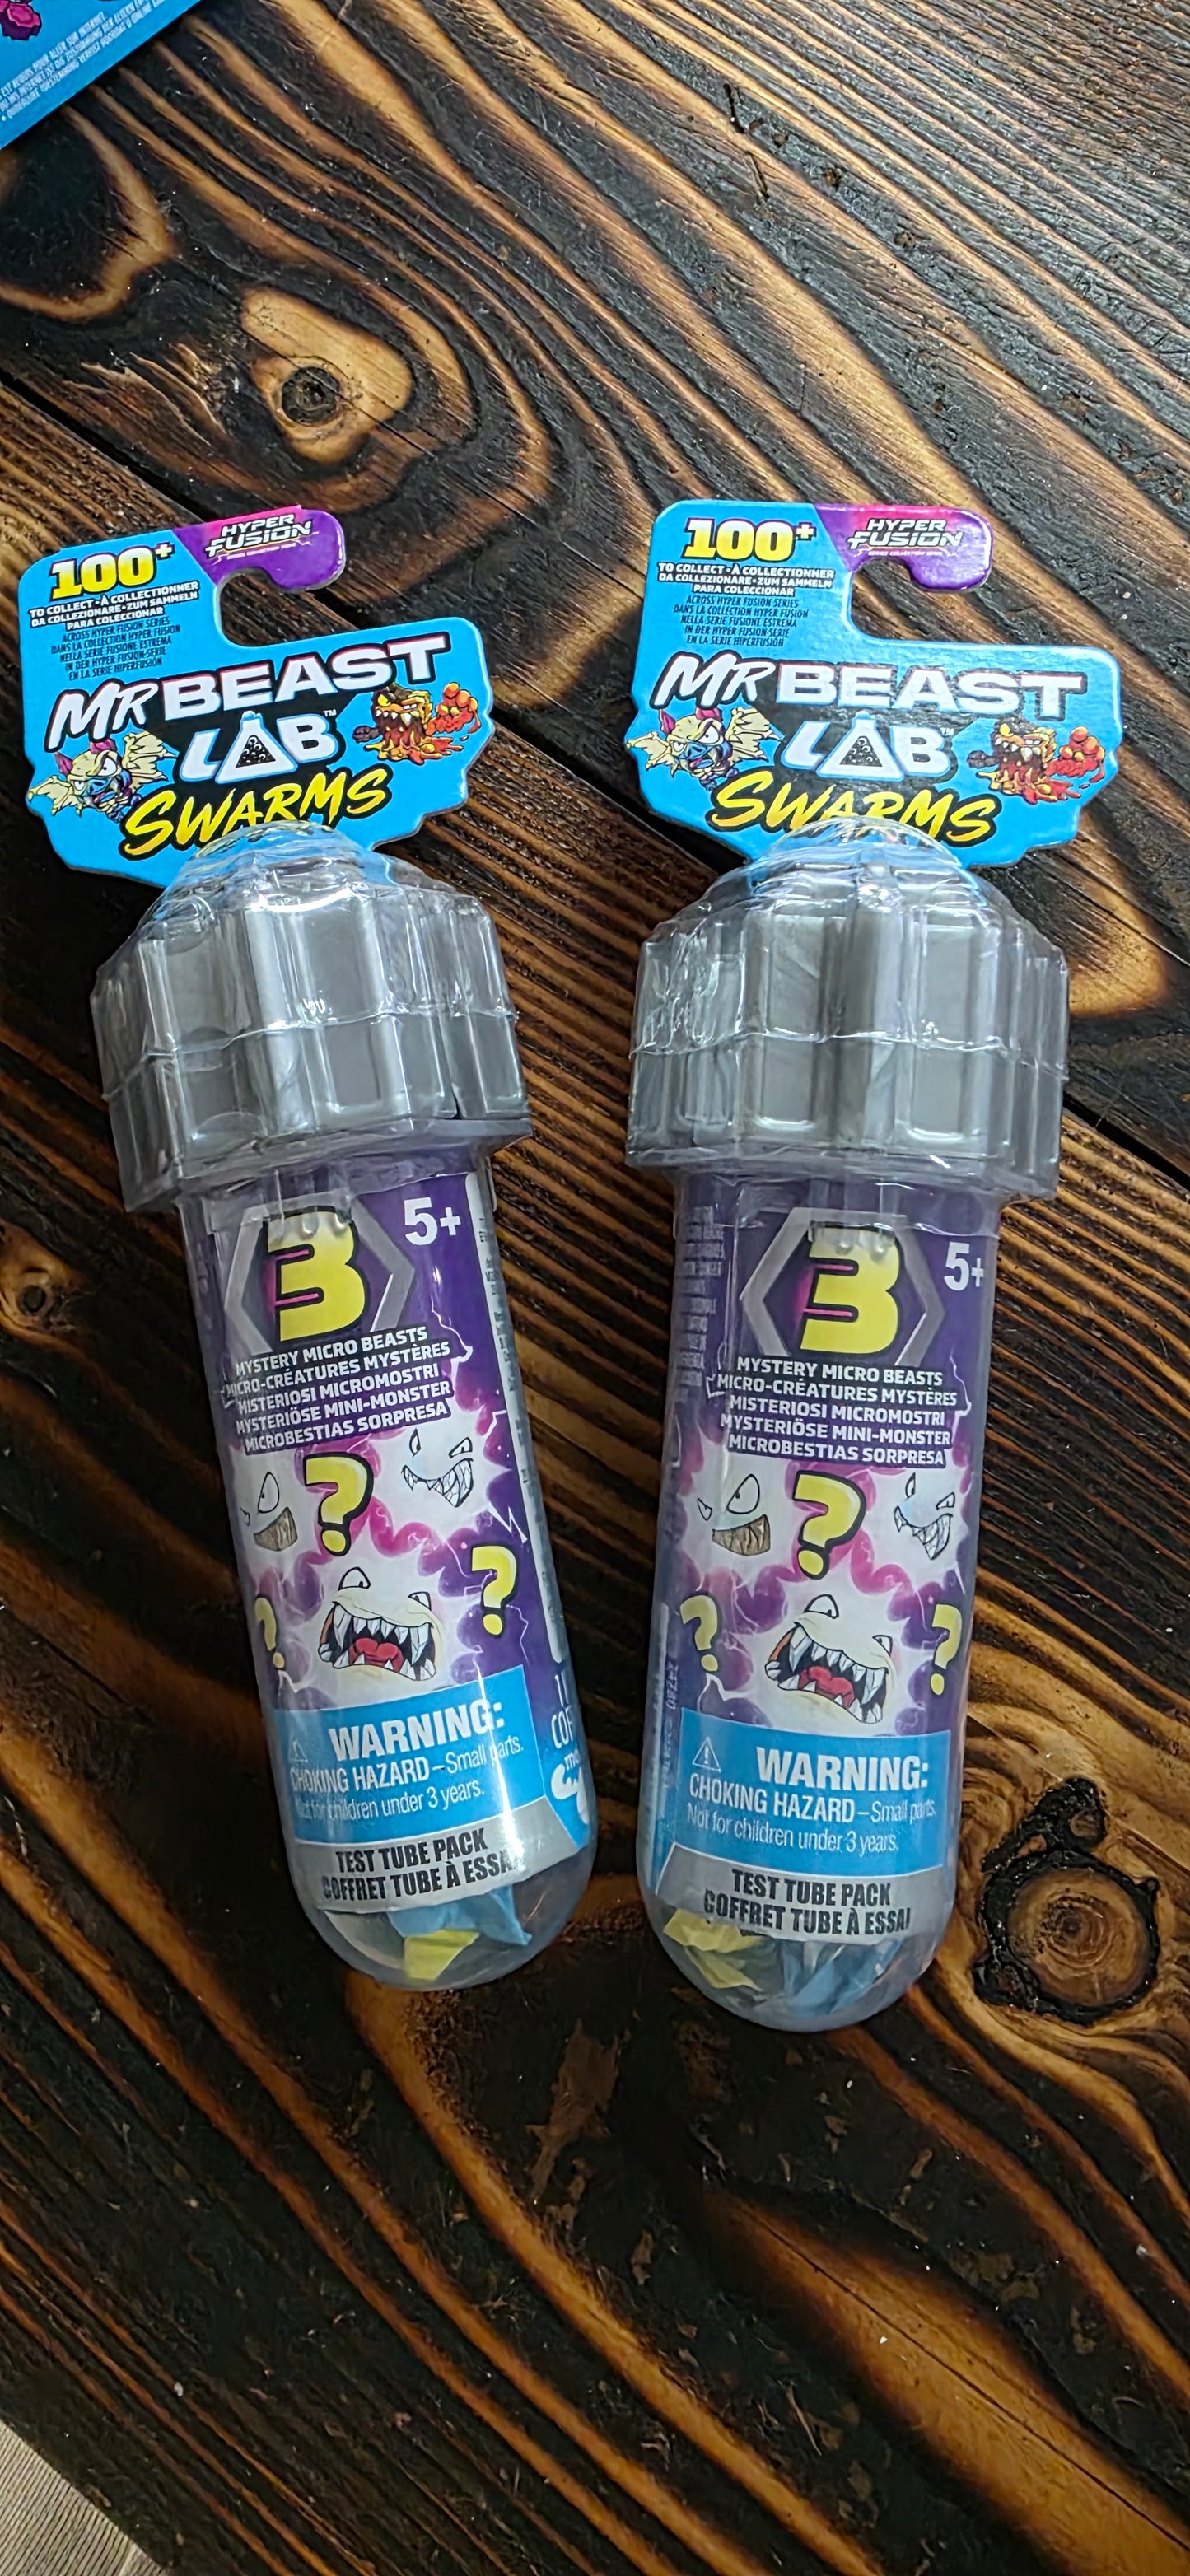 100+
TO COLLECT • À COLLECTIONNER
DA COLLEZIONARE • ZUM SAMMELN
PARA COLECCIONAR
ACROSS HYPER FUSION SERIES
DANS LA COLLECTION HYPER FUSION
NELLA SERIE FUSIONE ESTREMA
IN DER HYPER FUSION-SERIE
EN LA SERIE HIPERFUSIÓN
HYPER
FUSION
MRBEAST
LAB™
SWARMS
3
5+
MYSTERY MICRO BEASTS
MICRO-CRÉATURES MYSTÈRES
MISTERIOSI MICROMOSTRI
MYSTERIÖSE MINI-MONSTER
MICROBESTIAS SORPRESA
?
?
?
WARNING:
CHOKING HAZARD – Small parts.
Not for children under 3 years.
TEST TUBE PACK
COFFRET TUBE À ESSA
100+
TO COLLECT • À COLLECTIONNER
DA COLLEZIONARE • ZUM SAMMELN
PARA COLECCIONAR
ACROSS HYPER FUSION SERIES
DANS LA COLLECTION HYPER FUSION
NELLA SERIE FUSIONE ESTREMA
IN DER HYPER FUSION-SERIE
EN LA SERIE HIPERFUSIÓN
HYPER
FUSION
MRBEAST
LAB™
SWARMS
3
5+
MYSTERY MICRO BEASTS
MICRO-CRÉATURES MYSTÈRES
MISTERIOSI MICROMOSTRI
MYSTERIÖSE MINI-MONSTER
MICROBESTIAS SORPRESA
?
?
?
WARNING:
CHOKING HAZARD – Small parts.
Not for children under 3 years.
TEST TUBE PACK
COFFRET TUBE À ESSAI